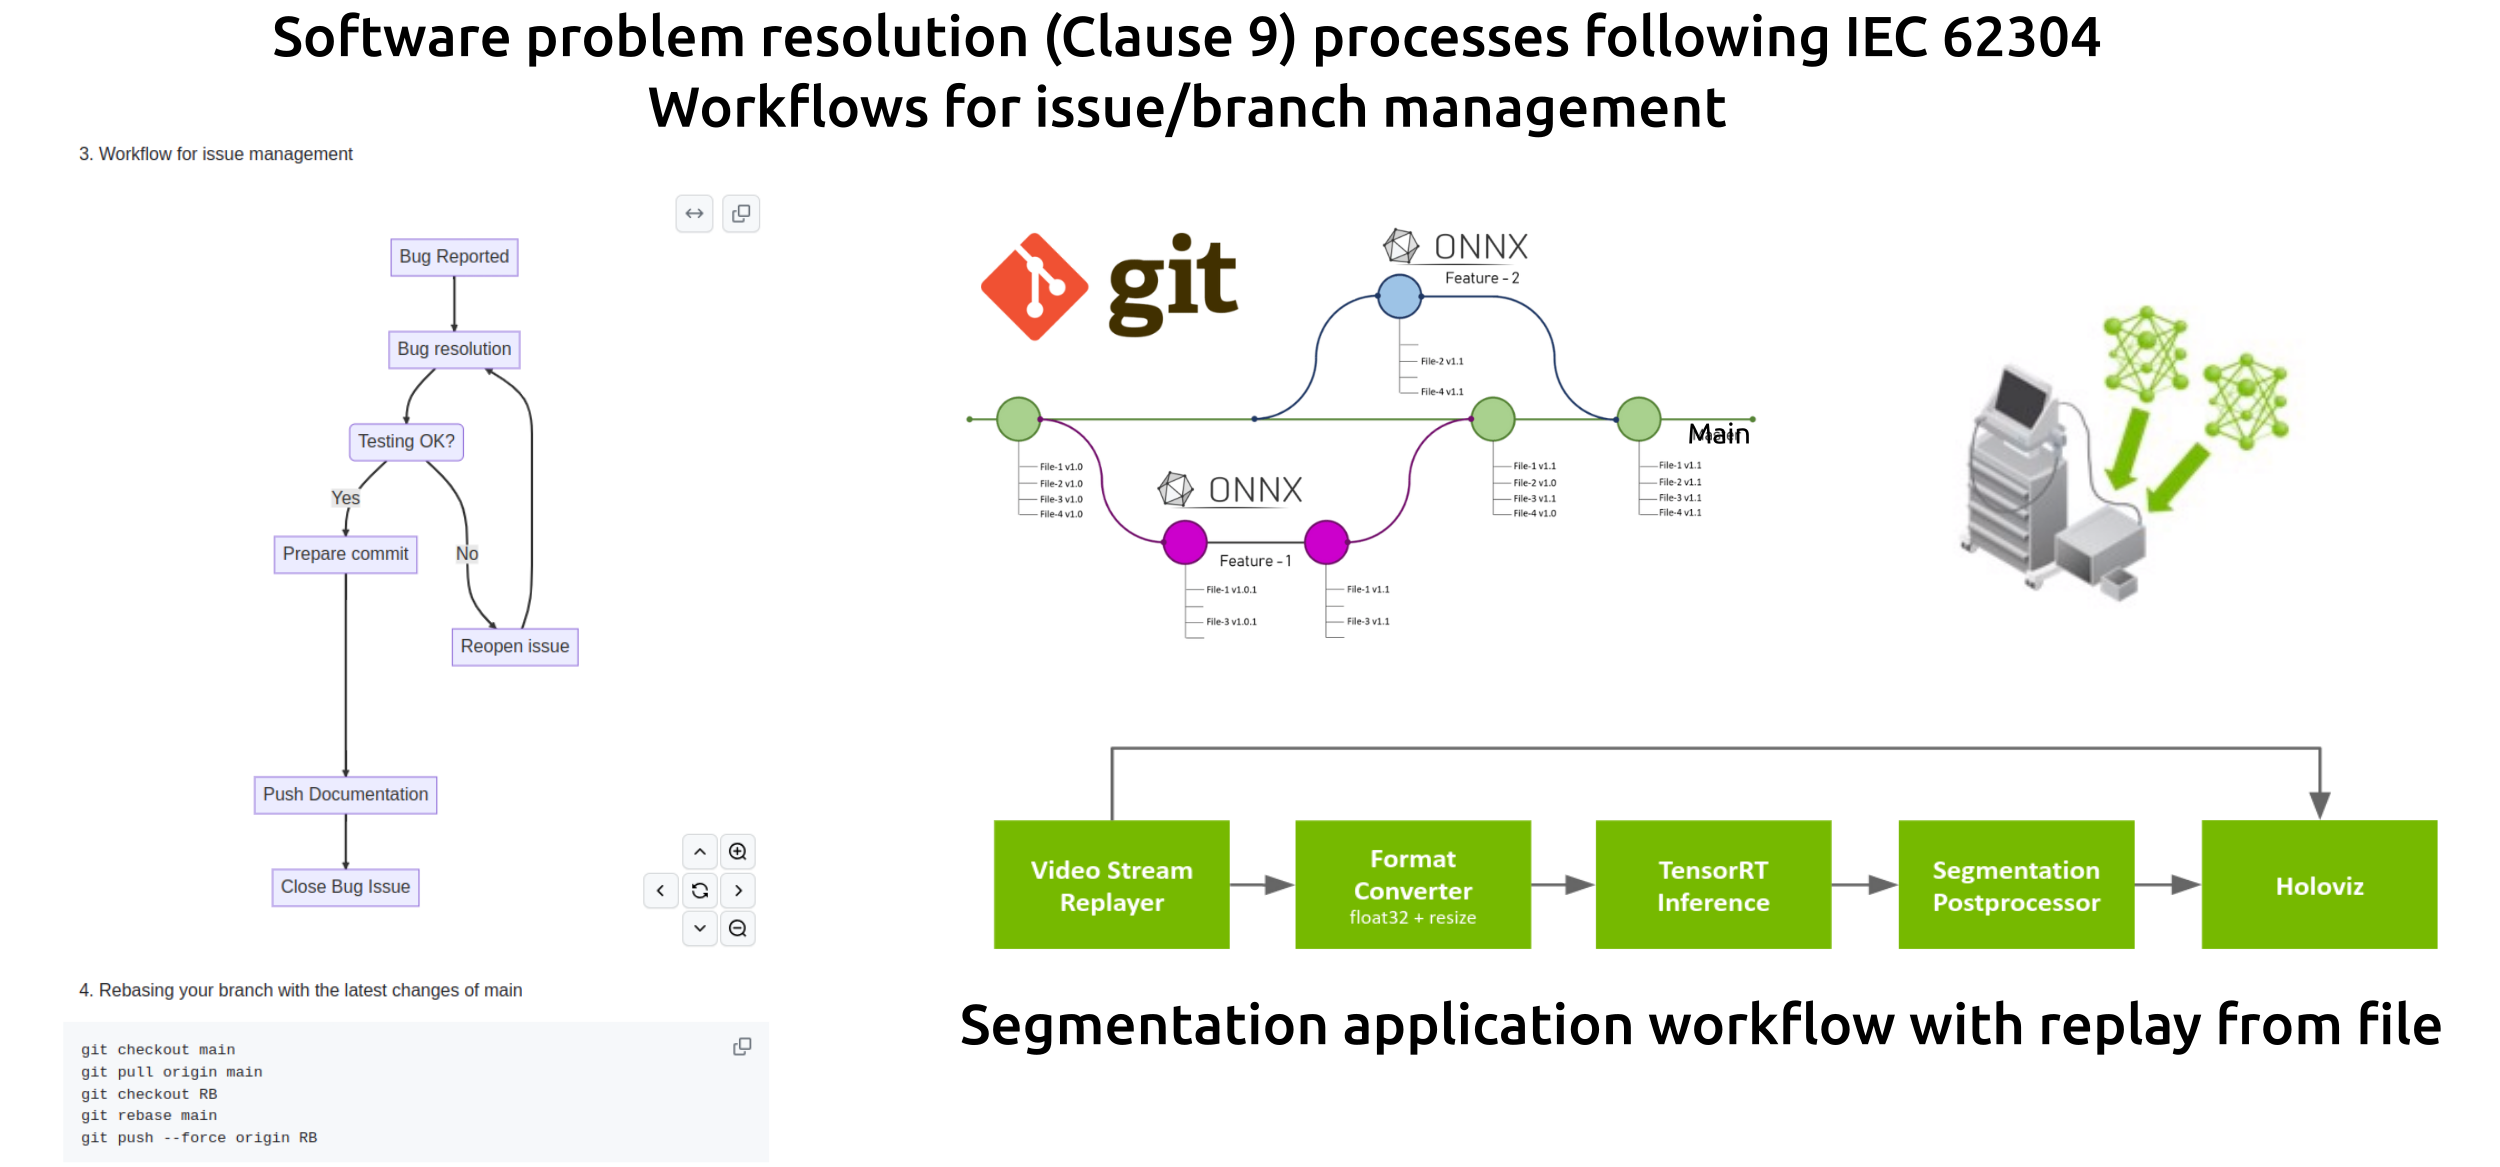 Software problem resolution (Clause 9) processes following IEC 62304
Workflows for issue/branch management
3. Workflow for issue management
Bug Reported
Bug resolution
Testing OK?
Yes
No
Prepare commit
Reopen issue
Push Documentation
Close Bug Issue
4. Rebasing your branch with the latest changes of main
git checkout main
git pull origin main
git checkout RB
git rebase main
git push --force origin RB
git
ONNX
Feature - 2
File-2 v1.1
File-4 v1.1
Main
File-1 v1.0
File-2 v1.0
File-3 v1.0
File-4 v1.0
File-1 v1.1
File-2 v1.0
File-3 v1.1
File-4 v1.0
File-1 v1.1
File-2 v1.1
File-3 v1.1
File-4 v1.1
ONNX
Feature - 1
File-1 v1.0.1
File-3 v1.0.1
File-1 v1.1
File-3 v1.1
Video Stream
Replayer
Format
Converter
float32 + resize
TensorRT
Inference
Segmentation
Postprocessor
Holoviz
Segmentation application workflow with replay from file